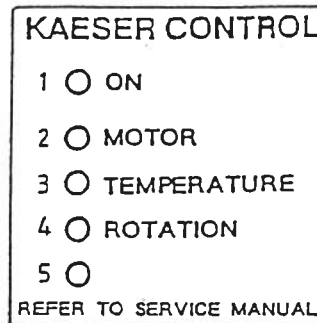 KAESER CONTROL
1 ON
2 MOTOR
3 TEMPERATURE
4 ROTATION
5
REFER TO SERVICE MANUAL